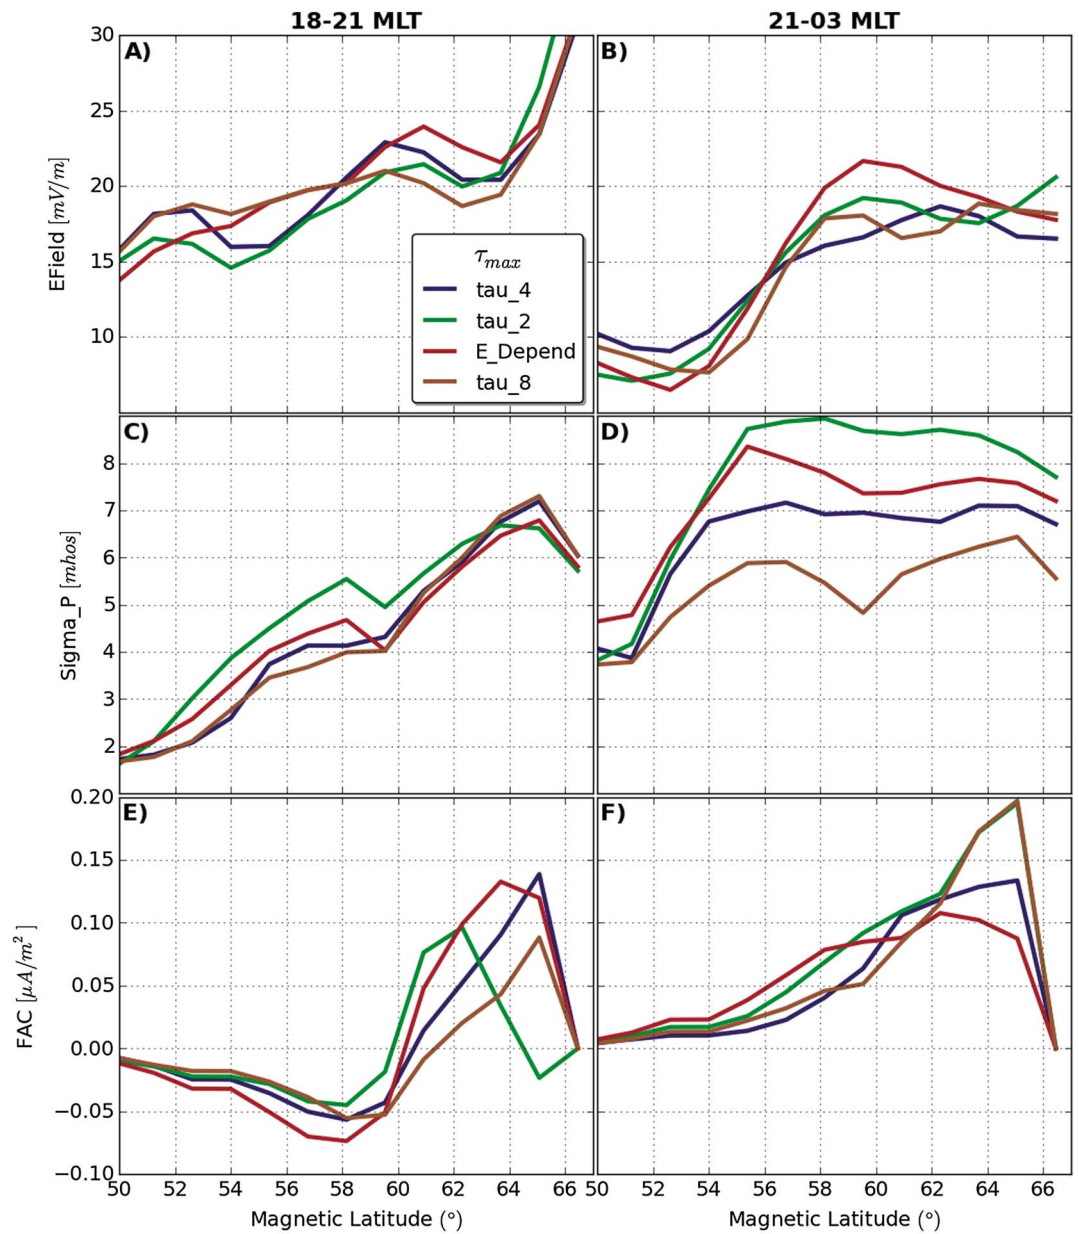 18-21 MLT
21-03 MLT
A)
B)
30
25
20
15
10
EField [mV/m]
τmax
tau_4
tau_2
E_Depend
tau_8
C)
D)
8
7
6
5
4
3
2
Sigma_P [mhos]
E)
F)
0.20
0.15
0.10
0.05
0.00
−0.05
−0.10
FAC [μA/m²]
50 52 54 56 58 60 62 64 66
50 52 54 56 58 60 62 64 66
Magnetic Latitude (°)
Magnetic Latitude (°)